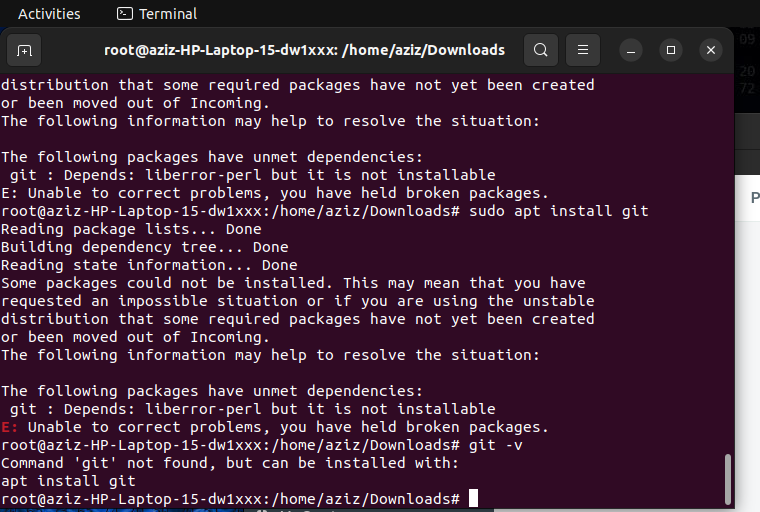 Activities Terminal
root@aziz-HP-Laptop-15-dw1xxx: /home/aziz/Downloads
09
20
72
distribution that some required packages have not yet been created
or been moved out of Incoming.
The following information may help to resolve the situation:
The following packages have unmet dependencies:
 git : Depends: liberror-perl but it is not installable
E: Unable to correct problems, you have held broken packages.
root@aziz-HP-Laptop-15-dw1xxx:/home/aziz/Downloads# sudo apt install git
Reading package lists... Done
Building dependency tree... Done
Reading state information... Done
Some packages could not be installed. This may mean that you have
requested an impossible situation or if you are using the unstable
distribution that some required packages have not yet been created
or been moved out of Incoming.
The following information may help to resolve the situation:
The following packages have unmet dependencies:
 git : Depends: liberror-perl but it is not installable
E: Unable to correct problems, you have held broken packages.
root@aziz-HP-Laptop-15-dw1xxx:/home/aziz/Downloads# git -v
Command 'git' not found, but can be installed with:
apt install git
root@aziz-HP-Laptop-15-dw1xxx:/home/aziz/Downloads#
P